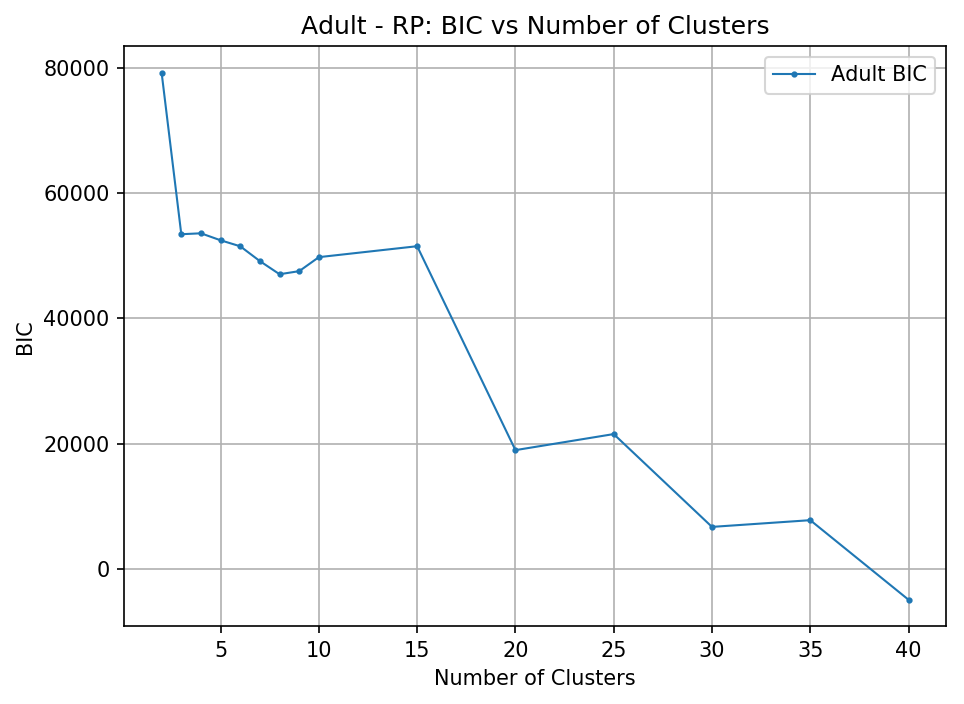 Adult - RP: BIC vs Number of Clusters
Adult BIC
80000
60000
40000
20000
0
BIC
5 10 15 20 25 30 35 40
Number of Clusters